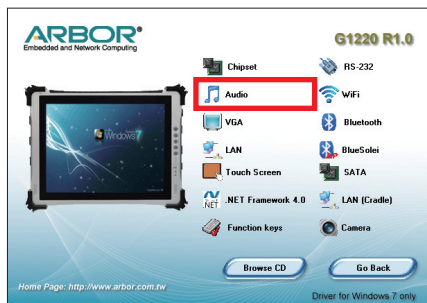 ARBOR®
Embedded and Network Computing
G1220 R1.0
Windows 7
Chipset
RS-232
Audio
WiFi
VGA
Bluetooth
LAN
BlueSolei
Touch Screen
SATA
.NET
.NET Framework 4.0
LAN (Cradle)
Function keys
Camera
Browse CD
Go Back
Home Page: http://www.arbor.com.tw
Driver for Windows 7 only